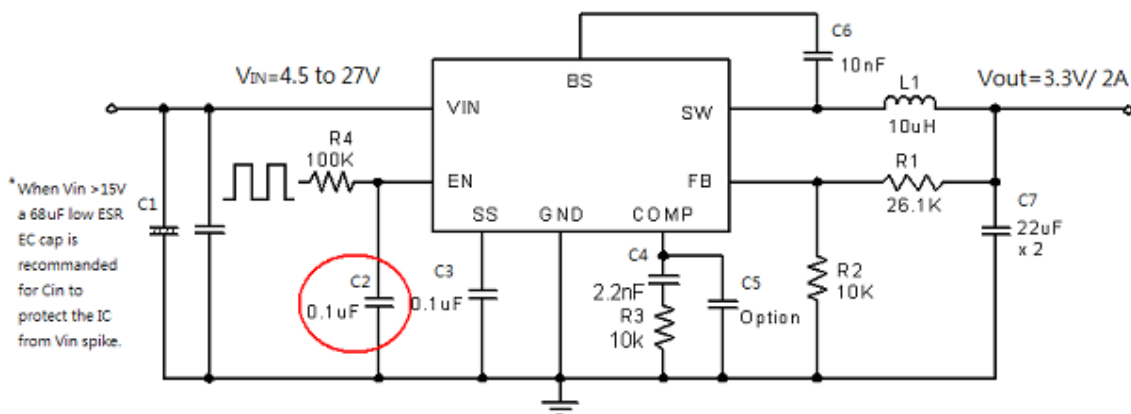 C6
10nF
VIN=4.5 to 27V
BS
Vout=3.3V/ 2A
L1
10uH
VIN
SW
R4
100K
R1
26.1K
EN
FB
* When Vin >15V
a 68uF low ESR
EC cap is
recommanded
for Cin to
protect the IC
from Vin spike.
C1
SS
GND
COMP
C7
22uF
x 2
C2
0.1uF
C3
0.1uF
C4
2.2nF
R3
10k
C5
Option
R2
10K